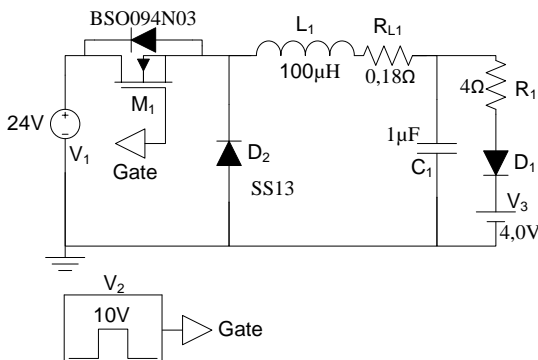 BSO094N03
L1
RL1
100µH
0,18Ω
M1
4Ω
R1
24V
V1
Gate
D2
SS13
1µF
C1
D1
V3
4,0V
V2
10V
Gate